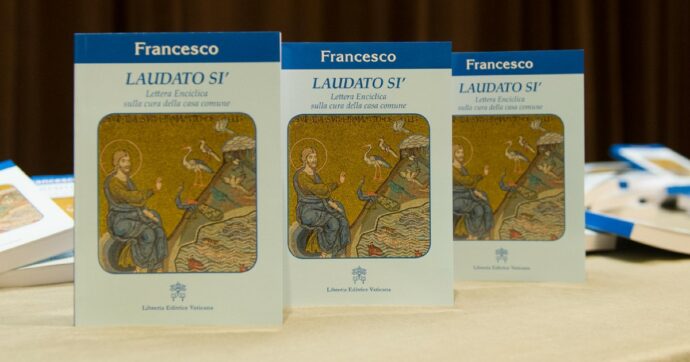 Francesco
LAUDATO SI'
Lettera Enciclica
sulla cura della casa comune
Libreria Editrice Vaticana
Francesco
LAUDATO SI'
Lettera Enciclica
sulla cura della casa comune
Libreria Editrice Vaticana
Francesco
LAUDATO SI'
Lettera Enciclica
sulla cura della casa comune
Libreria Editrice Vaticana
Francesco